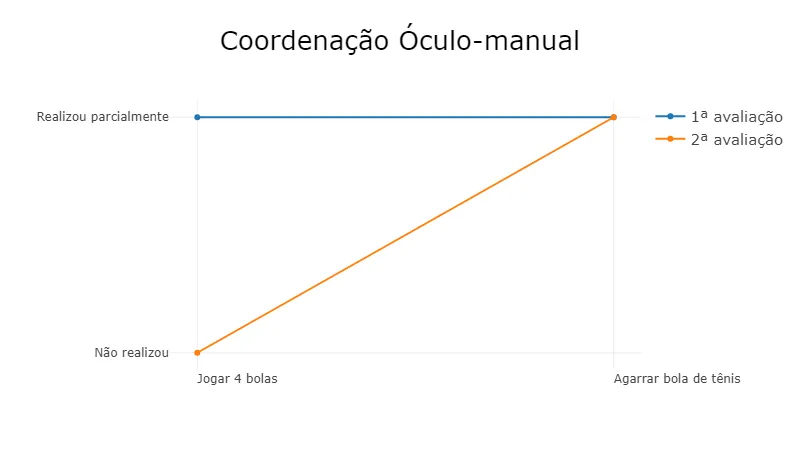 Coordenação Óculo-manual
Realizou parcialmente
1ª avaliação
2ª avaliação
Não realizou
Jogar 4 bolas
Agarrar bola de tênis